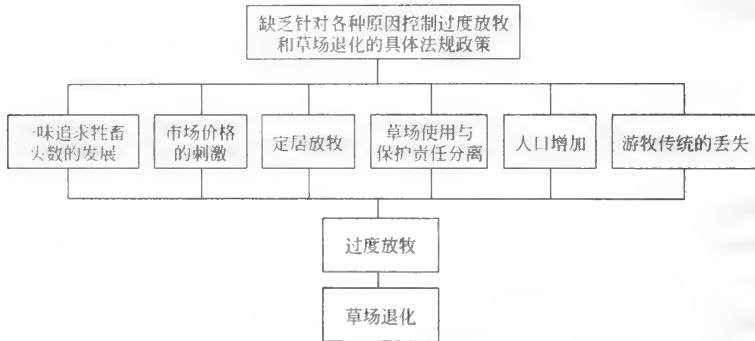 缺乏针对各种原因控制过度放牧
和草场退化的具体法规政策
一味追求牲畜
头数的发展
市场价格
的刺激
定居放牧
草场使用与
保护责任分离
人口增加
游牧传统的丢失
过度放牧
草场退化